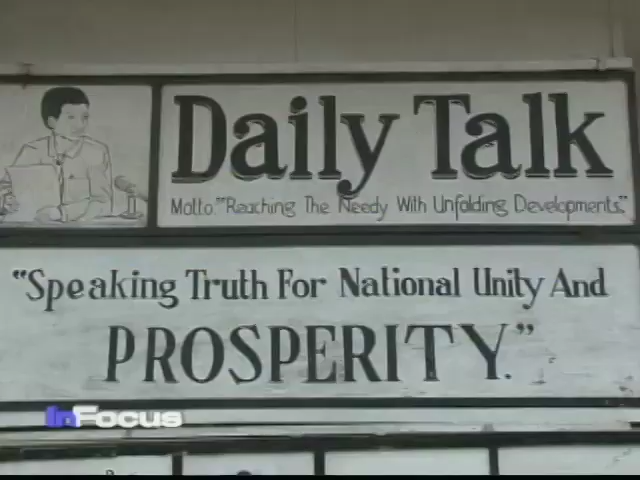 Daily Talk
Motto: "Reaching The Needy With Unfolding Developments."
"Speaking Truth For National Unity And
PROSPERITY."
InFocus